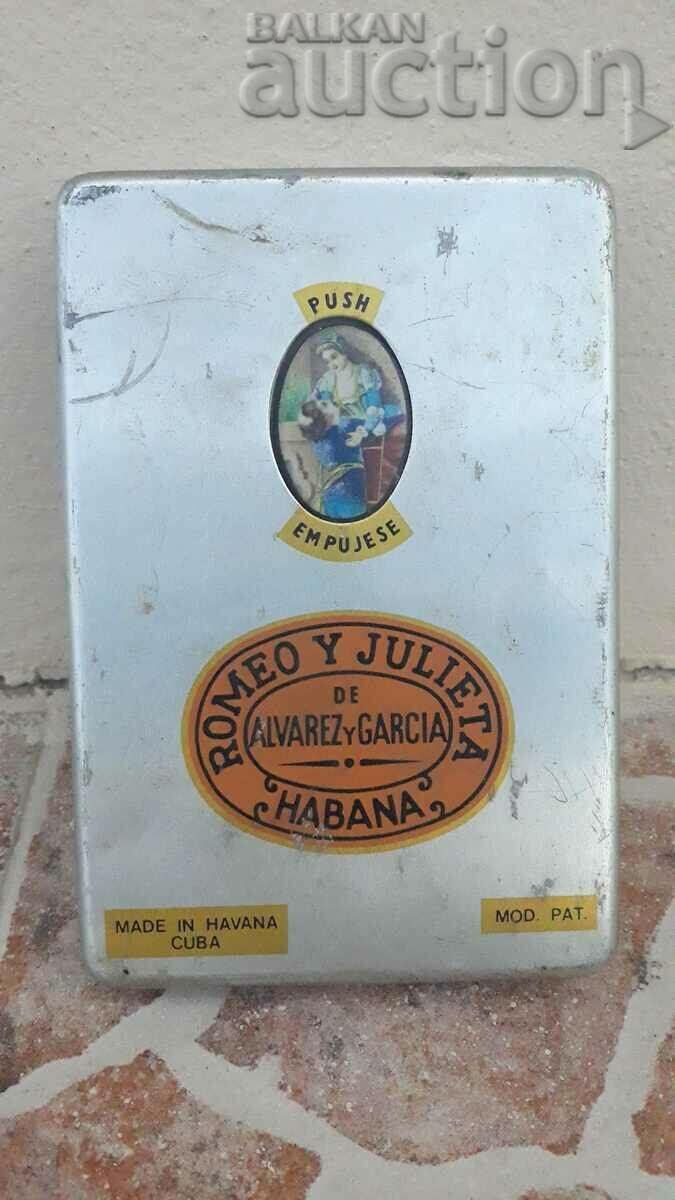 BALKAN
auction
PUSH
EMPUJESE
ROMEO Y JULIETA
DE
ALVAREZ Y GARCIA
HABANA
MADE IN HAVANA
CUBA
MOD. PAT.